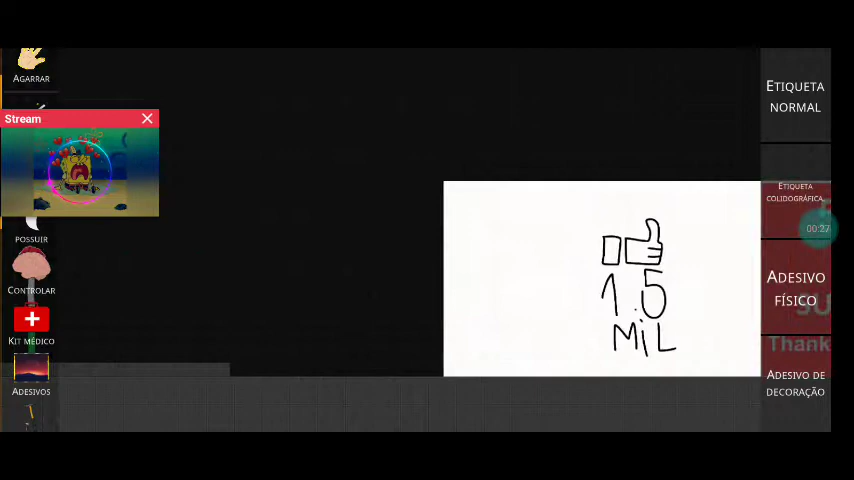 AGARRAR
Stream
POSSUIR
CONTROLAR
KIT MÉDICO
ADESIVOS
1.5
MiL
ETIQUETA
NORMAL
ETIQUETA
COLIDOGRÁFICA.
00:27
ADESIVO
FÍSICO
SU
Thank
ADESIVO DE
DECORAÇÃO